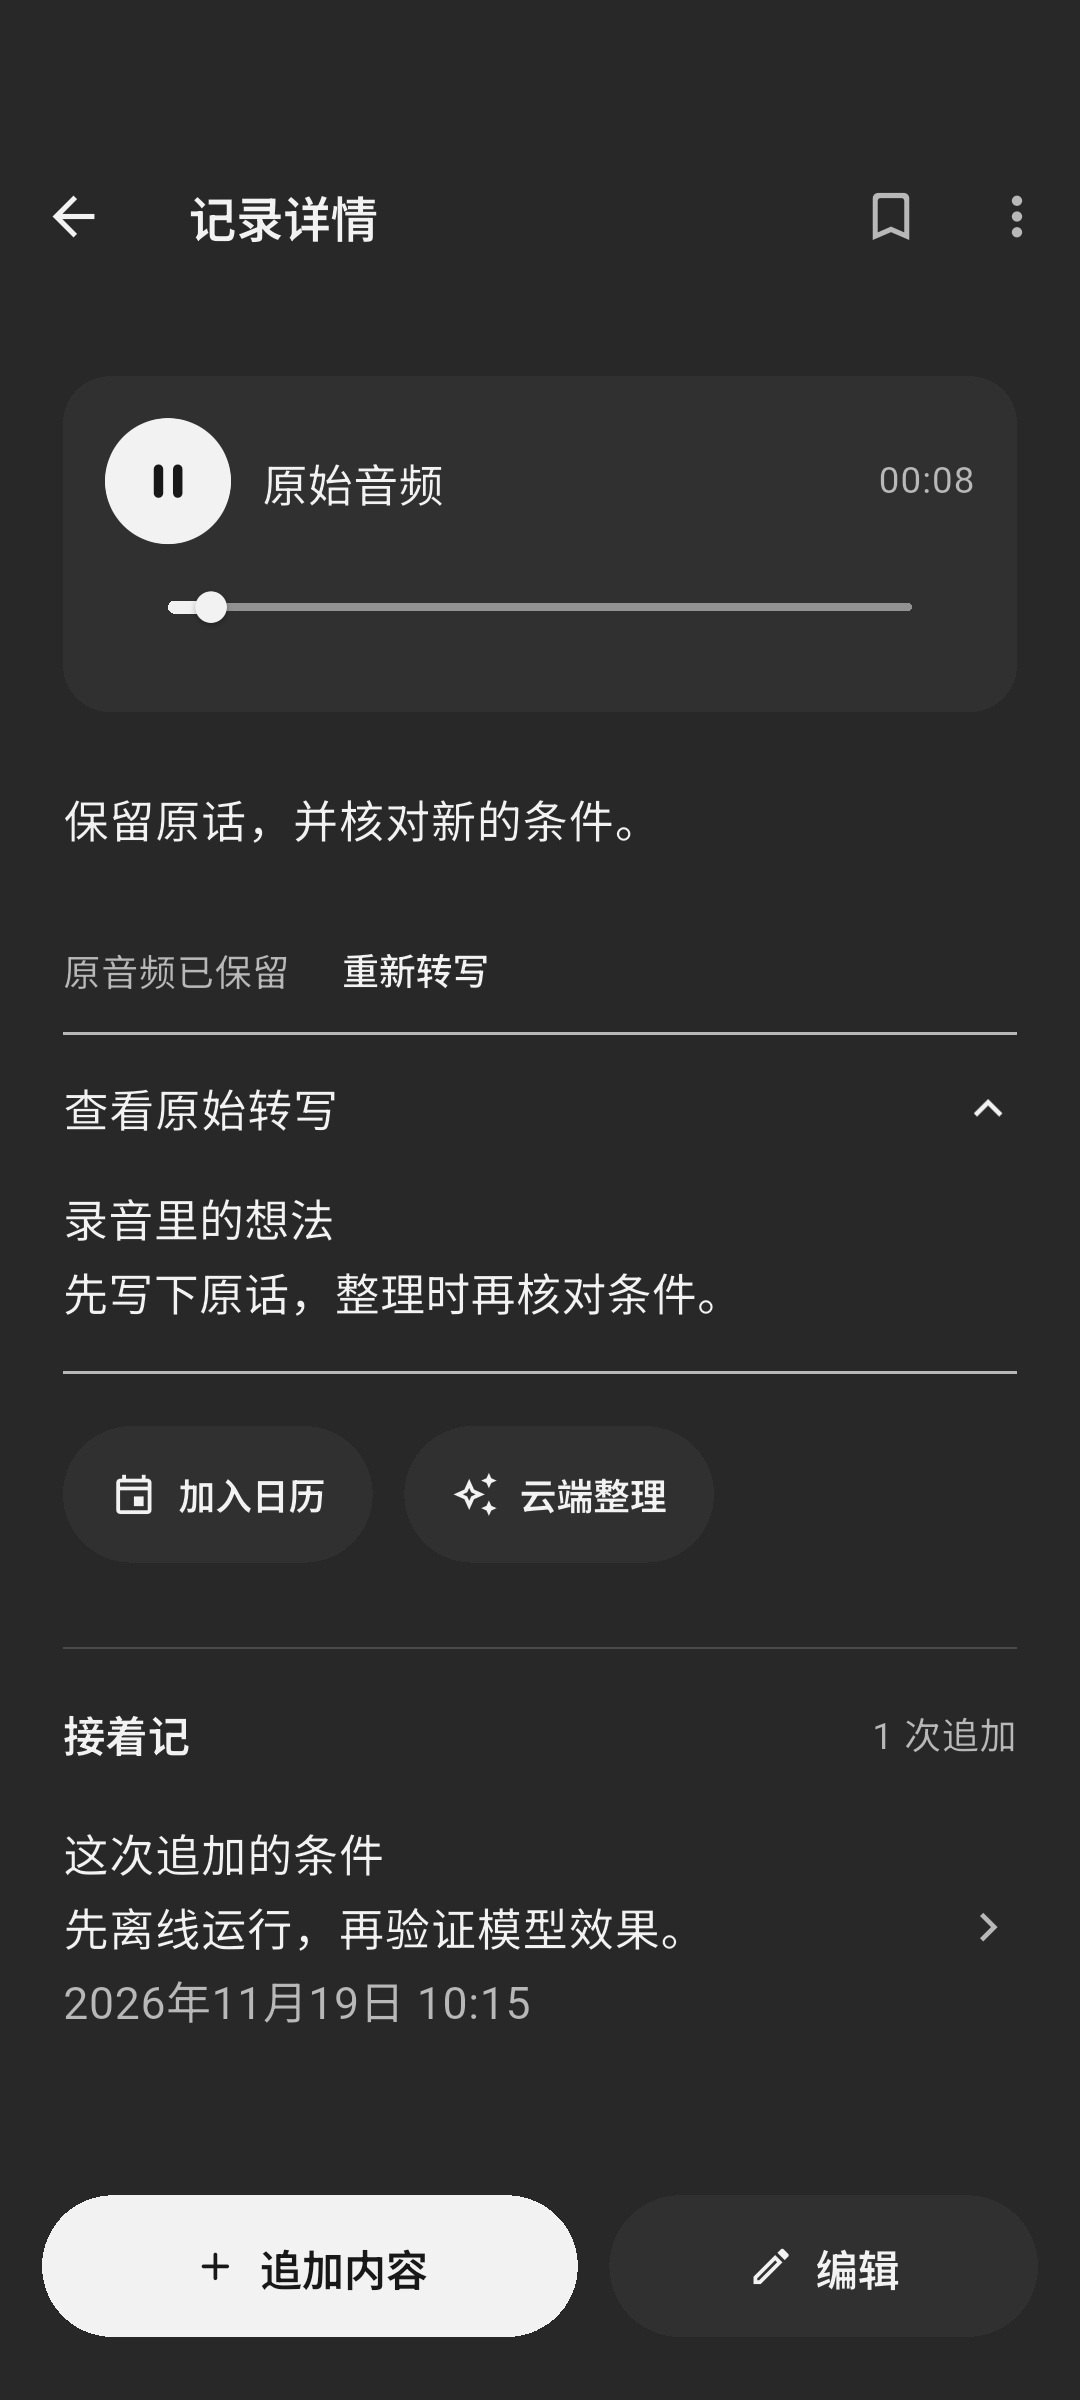 记录详情
原始音频
00:08
保留原话，并核对新的条件。
原音频已保留
重新转写
查看原始转写
录音里的想法
先写下原话，整理时再核对条件。
加入日历
云端整理
接着记
1 次追加
这次追加的条件
先离线运行，再验证模型效果。
2026年11月19日 10:15
追加内容
编辑